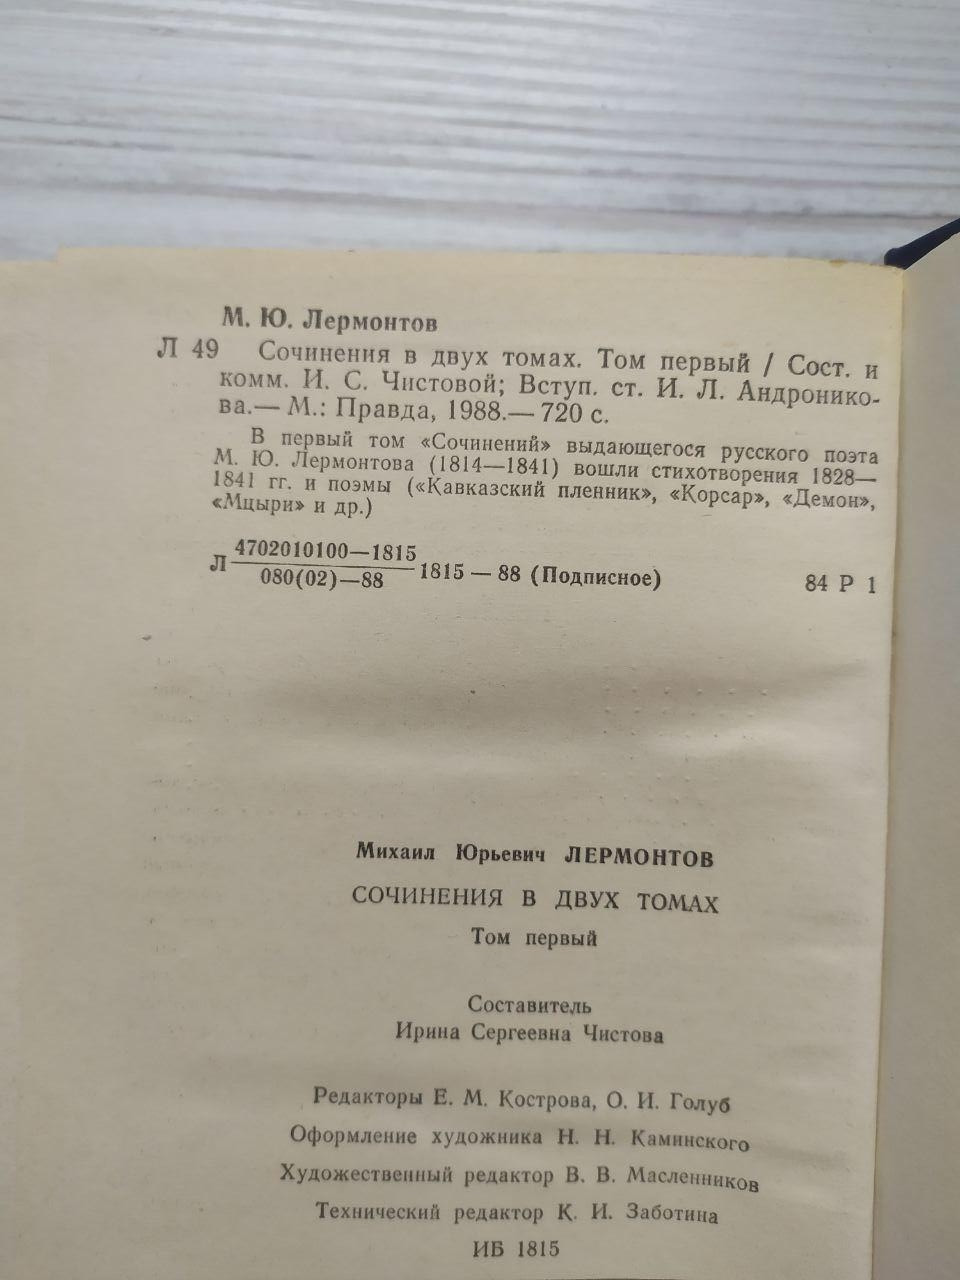 М. Ю. Лермонтов
Л 49 Сочинения в двух томах. Том первый / Сост. и
комм. И. С. Чистовой; Вступ. ст. И. Л. Андронико-
ва.— М.: Правда, 1988.— 720 с.
В первый том «Сочинений» выдающегося русского поэта
М. Ю. Лермонтова (1814—1841) вошли стихотворения 1828—
1841 гг. и поэмы («Кавказский пленник», «Корсар», «Демон»,
«Мцыри» и др.)
4702010100—1815
Л 1815 — 88 (Подписное) 84 Р 1
080(02)—88
Михаил Юрьевич ЛЕРМОНТОВ
СОЧИНЕНИЯ В ДВУХ ТОМАХ
Том первый
Составитель
Ирина Сергеевна Чистова
Редакторы Е. М. Кострова, О. И. Голуб
Оформление художника Н. Н. Каминского
Художественный редактор В. В. Масленников
Технический редактор К. И. Заботина
ИБ 1815